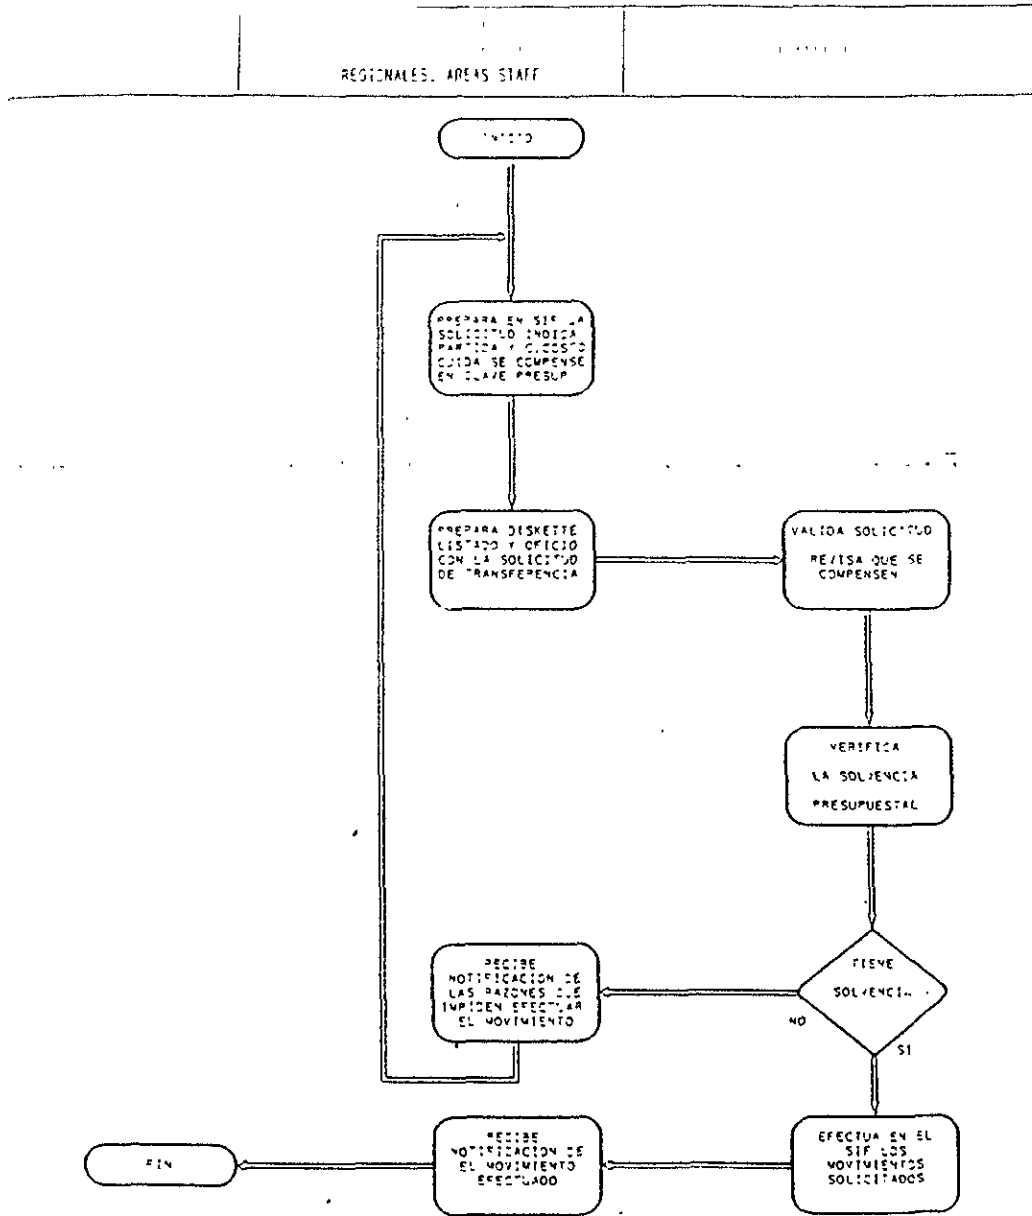 REGIONALES. AREAS STAFF
INICIO
PREPARA EN SIF LA
SOLICITUD INDICA
PARTIDA Y C.COSTO
CUIDA SE COMPENSE
EN CLAVE PRESUP
PREPARA DISKETTE
LISTADO Y OFICIO
CON LA SOLICITUD
DE TRANSFERENCIA
VALIDA SOLICITUD
REVISA QUE SE
COMPENSEN
VERIFICA
LA SOLVENCIA
PRESUPUESTAL
TIENE
SOLVENCIA
NO
SI
RECIBE
NOTIFICACION DE
LAS RAZONES QUE
IMPIDEN EFECTUAR
EL MOVIMIENTO
EFECTUA EN EL
SIF LOS
MOVIMIENTOS
SOLICITADOS
RECIBE
NOTIFICACION DE
EL MOVIMIENTO
EFECTUADO
FIN